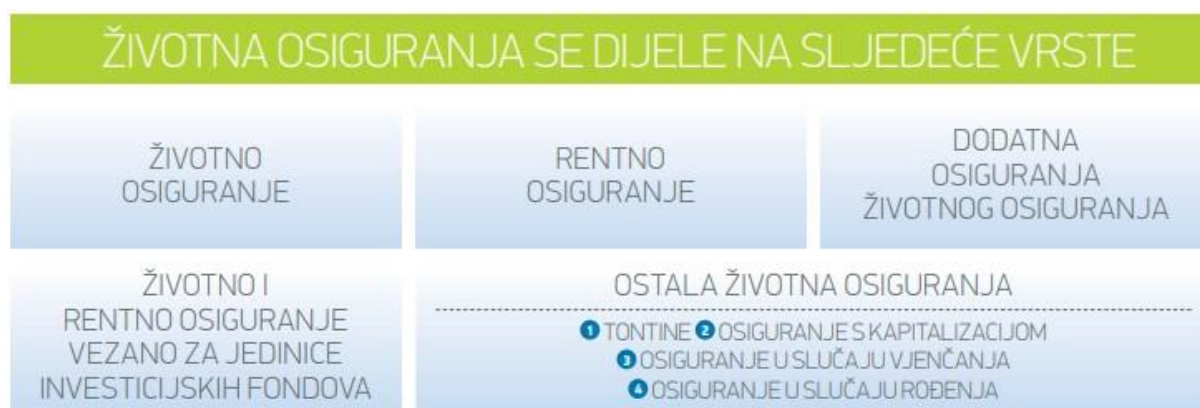 ŽIVOTNA OSIGURANJA SE DIJELE NA SLJEDEĆE VRSTE
ŽIVOTNO
OSIGURANJE
RENTNO
OSIGURANJE
DODATNA
OSIGURANJA
ŽIVOTNOG OSIGURANJA
ŽIVOTNO I
RENTNO OSIGURANJE
VEZANO ZA JEDINICE
INVESTICIJSKIH FONDOVA
OSTALA ŽIVOTNA OSIGURANJA
1 TONTINE 2 OSIGURANJE S KAPITALIZACIJOM
3 OSIGURANJE U SLUČAJU VJENČANJA
4 OSIGURANJE U SLUČAJU ROĐENJA